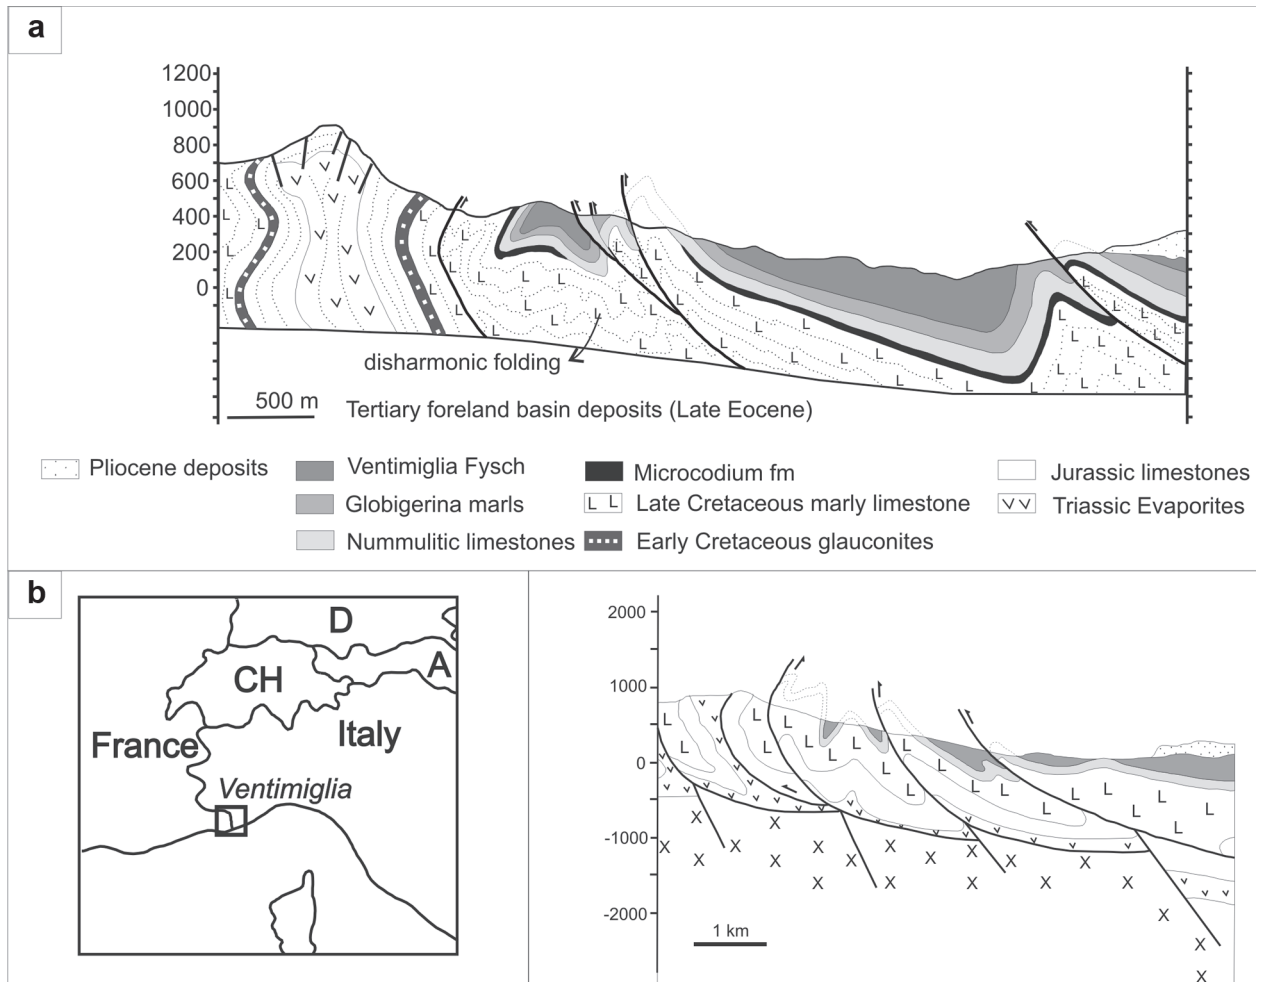 a
1200
1000
800
600
400
200
0
disharmonic folding
500 m
Tertiary foreland basin deposits (Late Eocene)
Pliocene deposits
Ventimiglia Fysch
Globigerina marls
Nummulitic limestones
Microcodium fm
L L Late Cretaceous marly limestone
Early Cretaceous glauconites
Jurassic limestones
Triassic Evaporites
b
D
A
CH
France
Italy
Ventimiglia
2000
1000
0
-1000
-2000
1 km